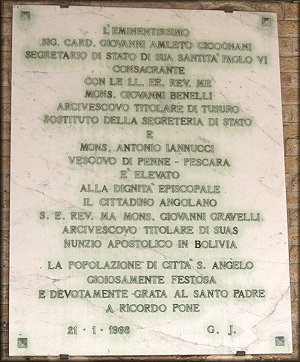 L'EMINENTISSIMO
SIG. CARD. GIOVANNI AMLETO CICOGNANI
SEGRETARIO DI STATO DI SUA SANTITA' PAOLO VI
CONSACRANTE
CON LE LL. EE. REV. ME
MONS. GIOVANNI BENELLI
ARCIVESCOVO TITOLARE DI TUSURO
SOSTITUTO DELLA SEGRETERIA DI STATO
E
MONS. ANTONIO IANNUCCI
VESCOVO DI PENNE - PESCARA
E' ELEVATO
ALLA DIGNITA' EPISCOPALE
IL CITTADINO ANGOLANO
S. E. REV. MA MONS. GIOVANNI GRAVELLI
ARCIVESCOVO TITOLARE DI SUAS
NUNZIO APOSTOLICO IN BOLIVIA
LA POPOLAZIONE DI CITTA' S. ANGELO
GIOIOSAMENTE FESTOSA
E DEVOTAMENTE GRATA AL SANTO PADRE
A RICORDO PONE
21 - 1 - 1968 G. J.